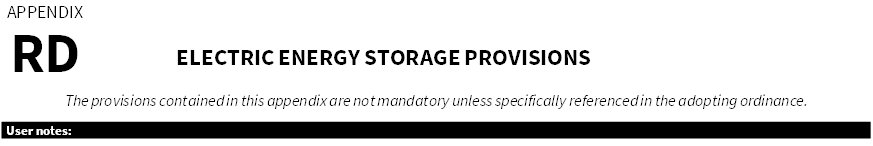 APPENDIX
RD ELECTRIC ENERGY STORAGE PROVISIONS
The provisions contained in this appendix are not mandatory unless specifically referenced in the adopting ordinance.
User notes: